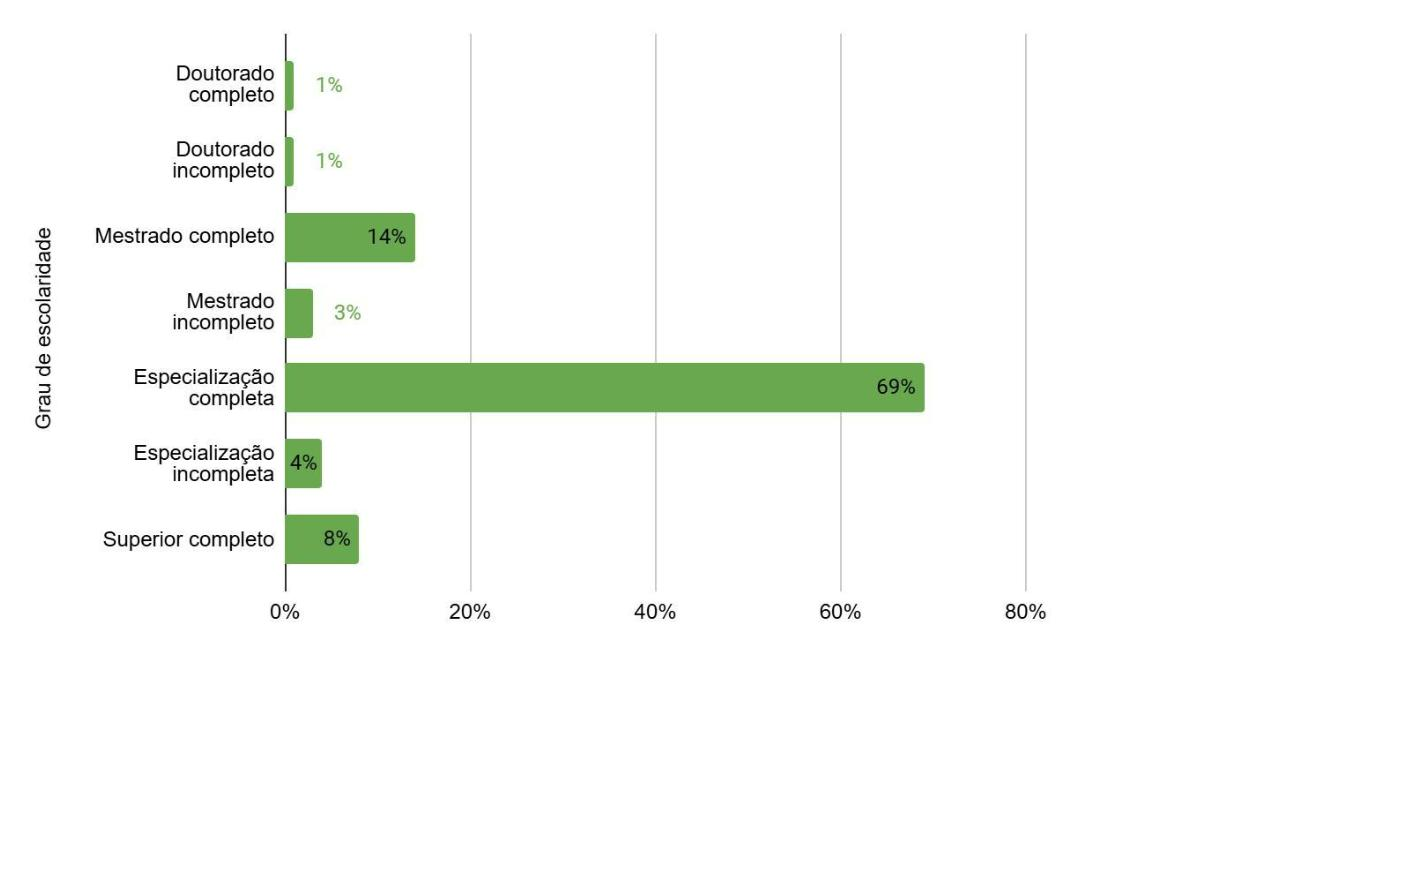 Doutorado
completo
1%
Doutorado
incompleto
1%
Mestrado completo
14%
Mestrado
incompleto
3%
Especialização
completa
69%
Especialização
incompleta
4%
Superior completo
8%
Grau de escolaridade
0%
20%
40%
60%
80%